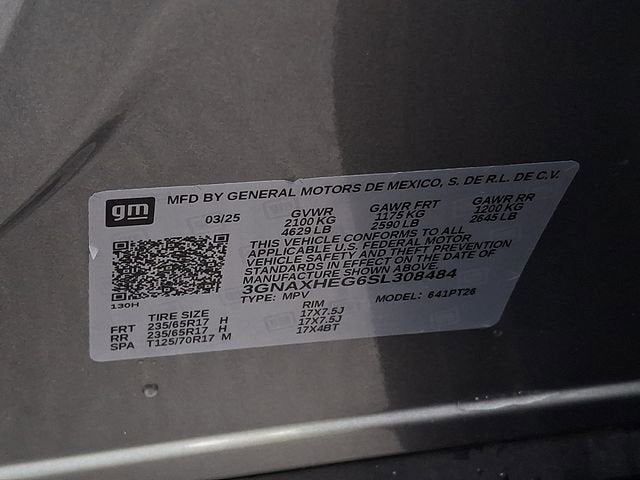 gm
MFD BY GENERAL MOTORS DE MEXICO, S. DE R.L. DE C.V.
03/25 GVWR GAWR FRT GAWR RR
2100 KG 1175 KG 1200 KG
4629 LB 2590 LB 2645 LB
THIS VEHICLE CONFORMS TO ALL
APPLICABLE U.S. FEDERAL MOTOR
VEHICLE SAFETY AND THEFT PREVENTION
STANDARDS IN EFFECT ON THE DATE OF
MANUFACTURE SHOWN ABOVE.
3GNAXHEG6SL308484
130H
TYPE: MPV MODEL: 641PT26
TIRE SIZE RIM
FRT 235/65R17 H 17X7.5J
RR 235/65R17 H 17X7.5J
SPA T125/70R17 M 17X4BT